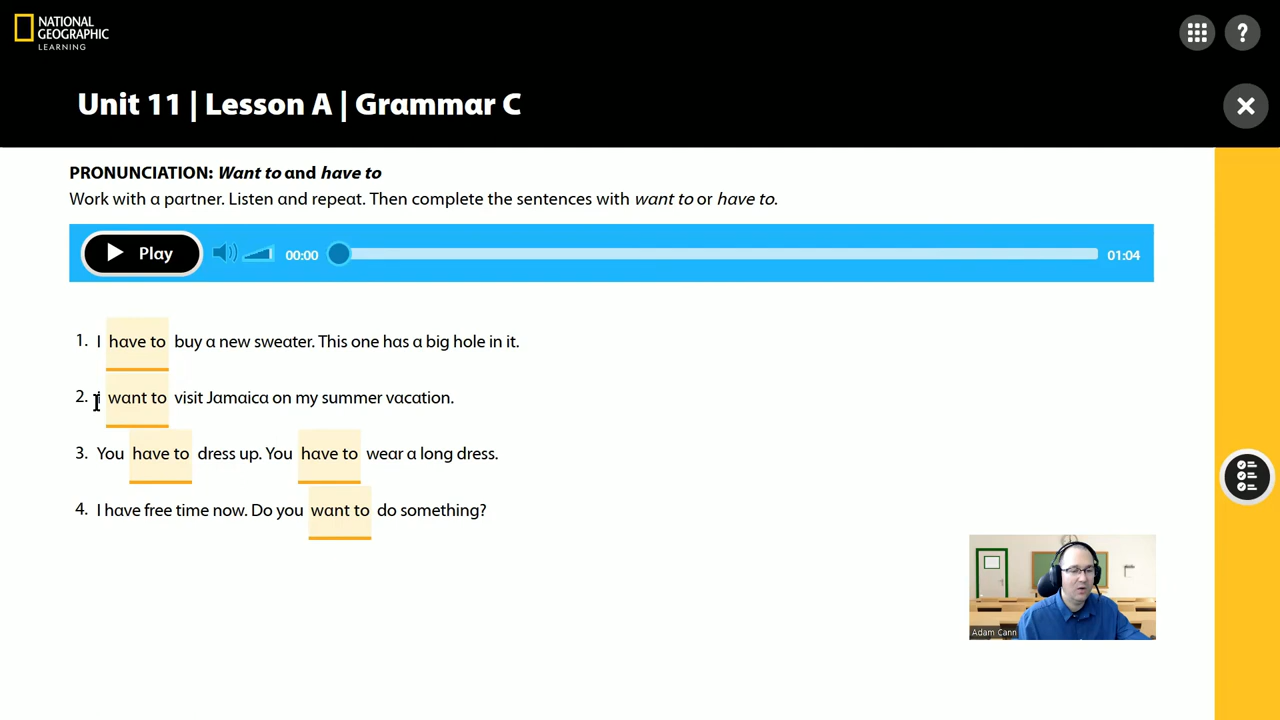 NATIONAL
GEOGRAPHIC
LEARNING
?
Unit 11 | Lesson A | Grammar C
PRONUNCIATION: Want to and have to
Work with a partner. Listen and repeat. Then complete the sentences with want to or have to.
Play 00:00 01:04
1. I have to buy a new sweater. This one has a big hole in it.
2. I want to visit Jamaica on my summer vacation.
3. You have to dress up. You have to wear a long dress.
4. I have free time now. Do you want to do something?
Adam Cann